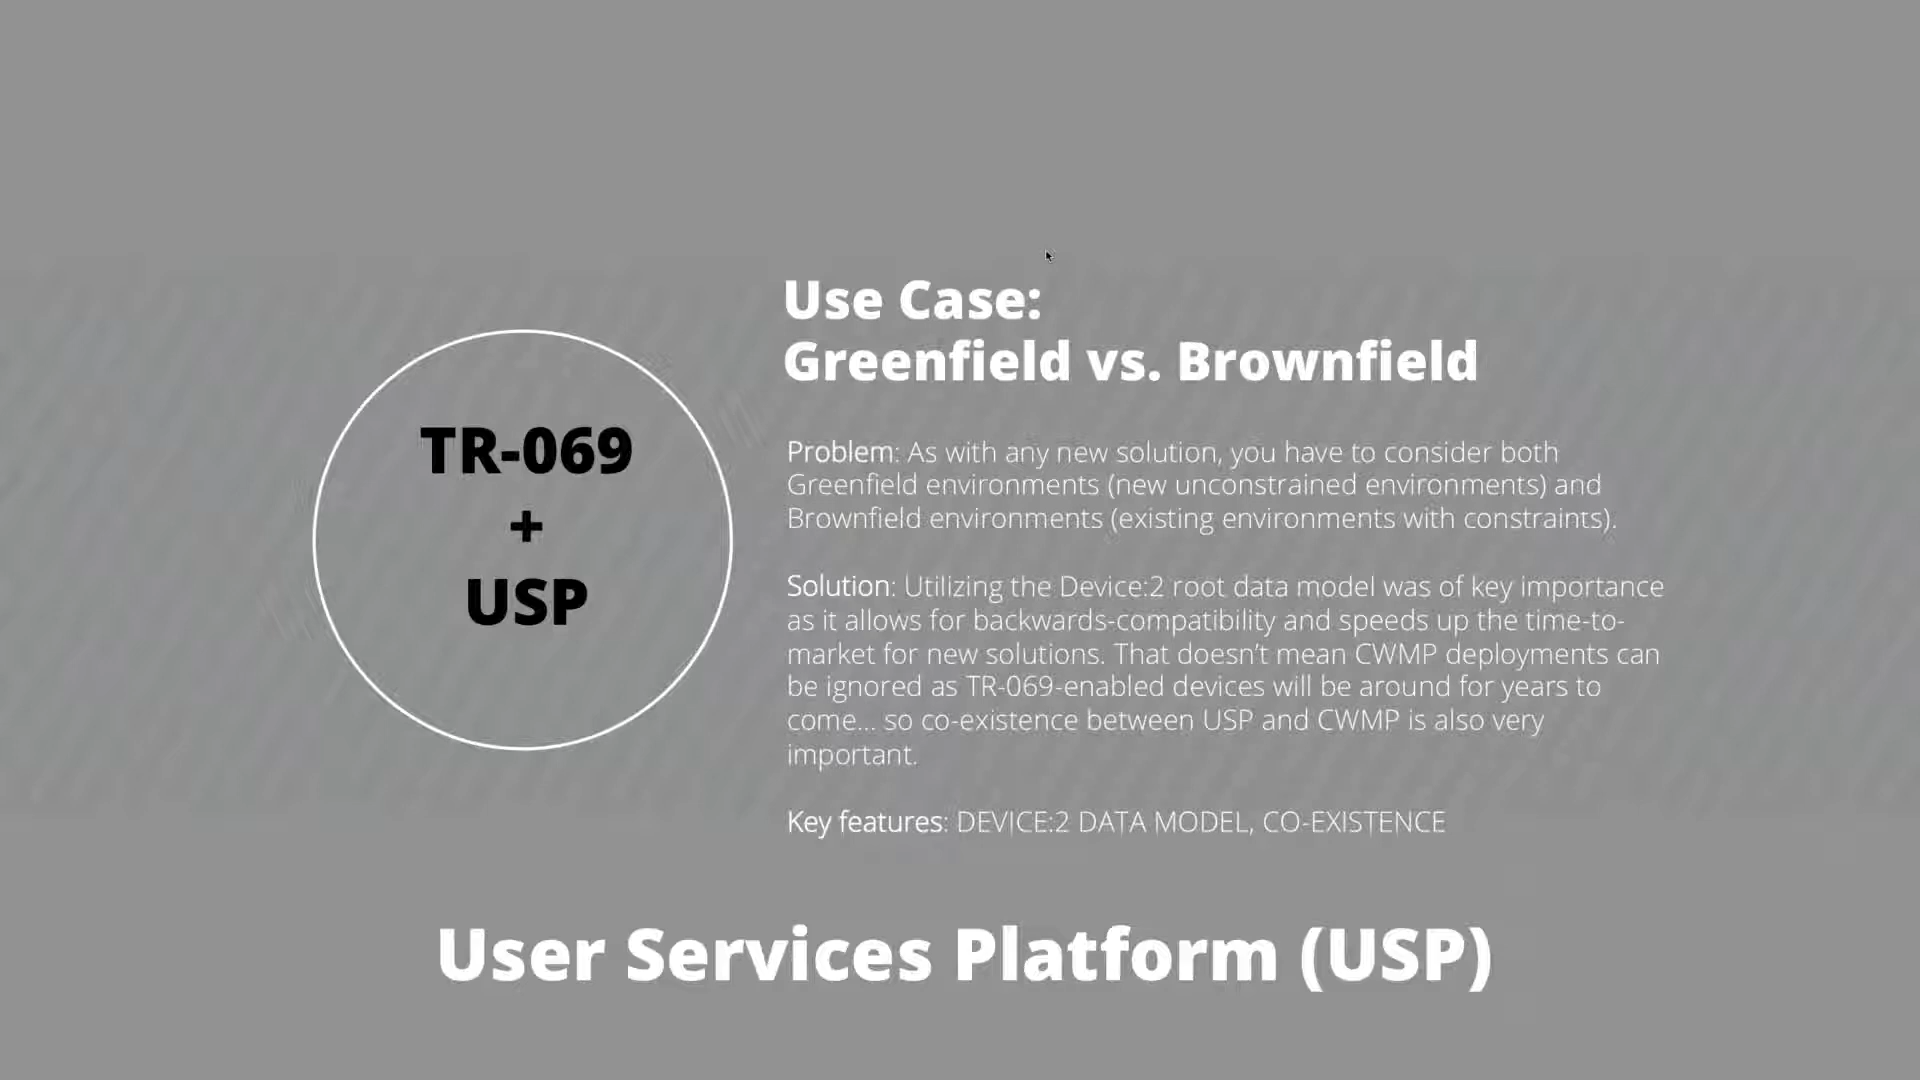 TR-069
+
USP
Use Case:
Greenfield vs. Brownfield
Problem: As with any new solution, you have to consider both
Greenfield environments (new unconstrained environments) and
Brownfield environments (existing environments with constraints).
Solution: Utilizing the Device:2 root data model was of key importance
as it allows for backwards-compatibility and speeds up the time-to-
market for new solutions. That doesn’t mean CWMP deployments can
be ignored as TR-069-enabled devices will be around for years to
come... so co-existence between USP and CWMP is also very
important.
Key features: DEVICE:2 DATA MODEL, CO-EXISTENCE
User Services Platform (USP)